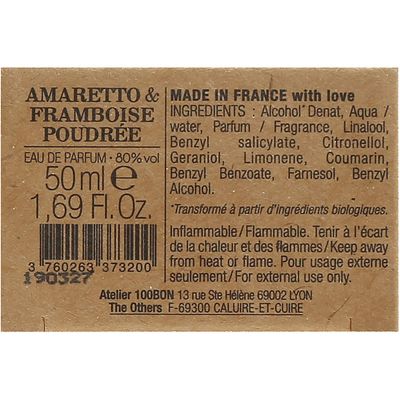 AMARETTO &
FRAMBOISE
POUDRÉE
EAU DE PARFUM • 80% vol
50 ml e
1,69 Fl.Oz.
3 760263 373200
190327
MADE IN FRANCE with love
INGREDIENTS : Alcohol* Denat, Aqua /
water, Parfum / Fragrance, Linalool,
Benzyl salicylate, Citronellol,
Geraniol, Limonene, Coumarin,
Benzyl Benzoate, Farnesol, Benzyl
Alcohol.
*Transformé à partir d'ingrédients biologiques.
Inflammable/Flammable. Tenir à l'écart
de la chaleur et des flammes/Keep away
from heat or flame. Pour usage externe
seulement/For external use only.
Atelier 100BON 13 rue Ste Hélène 69002 LYON
The Others F-69300 CALUIRE-ET-CUIRE